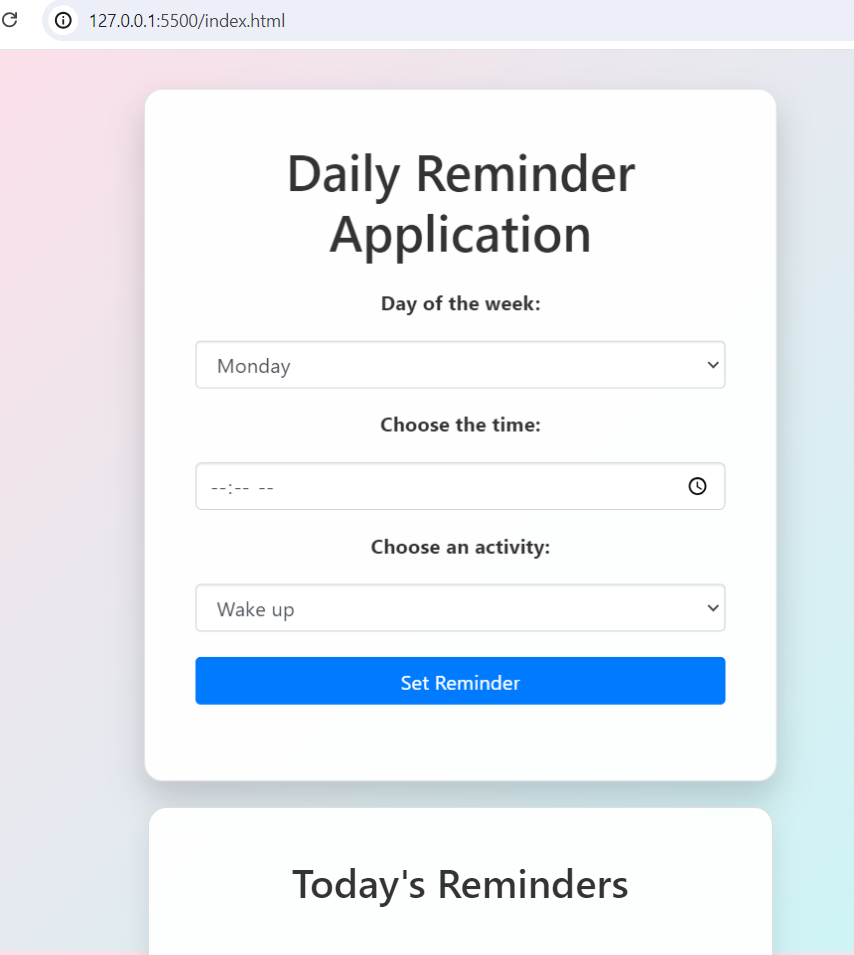 127.0.0.1:5500/index.html
Daily Reminder
Application
Day of the week:
Monday
Choose the time:
--:-- --
Choose an activity:
Wake up
Set Reminder
Today's Reminders